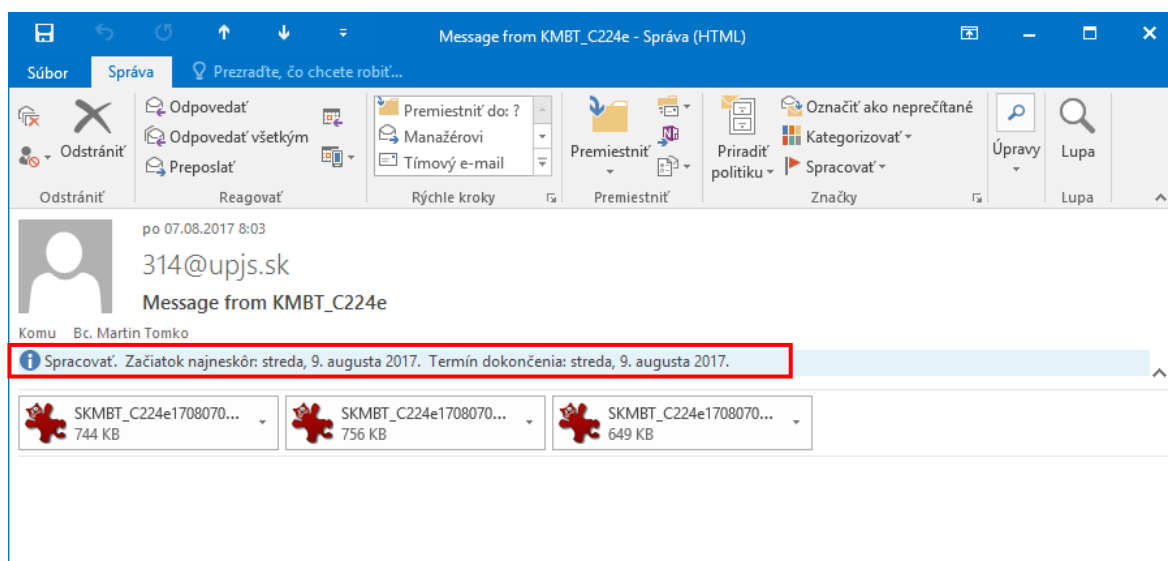 Message from KMBT_C224e - Správa (HTML)
Súbor Správa Prezraďte, čo chcete robiť...
Odstrániť
Odpovedať
Odpovedať všetkým
Preposlať
Premiestniť do: ?
Manažérovi
Tímový e-mail
Premiestniť
Priradiť politiku
Označiť ako neprečítané
Kategorizovať
Spracovať
Úpravy
Lupa
Odstrániť Reagovať Rýchle kroky Premiestniť Značky Lupa
po 07.08.2017 8:03
314@upjs.sk
Message from KMBT_C224e
Komu Bc. Martin Tomko
Spracovať. Začiatok najneskôr: streda, 9. augusta 2017. Termín dokončenia: streda, 9. augusta 2017.
SKMBT_C224e1708070... SKMBT_C224e1708070... SKMBT_C224e1708070...
744 KB 756 KB 649 KB